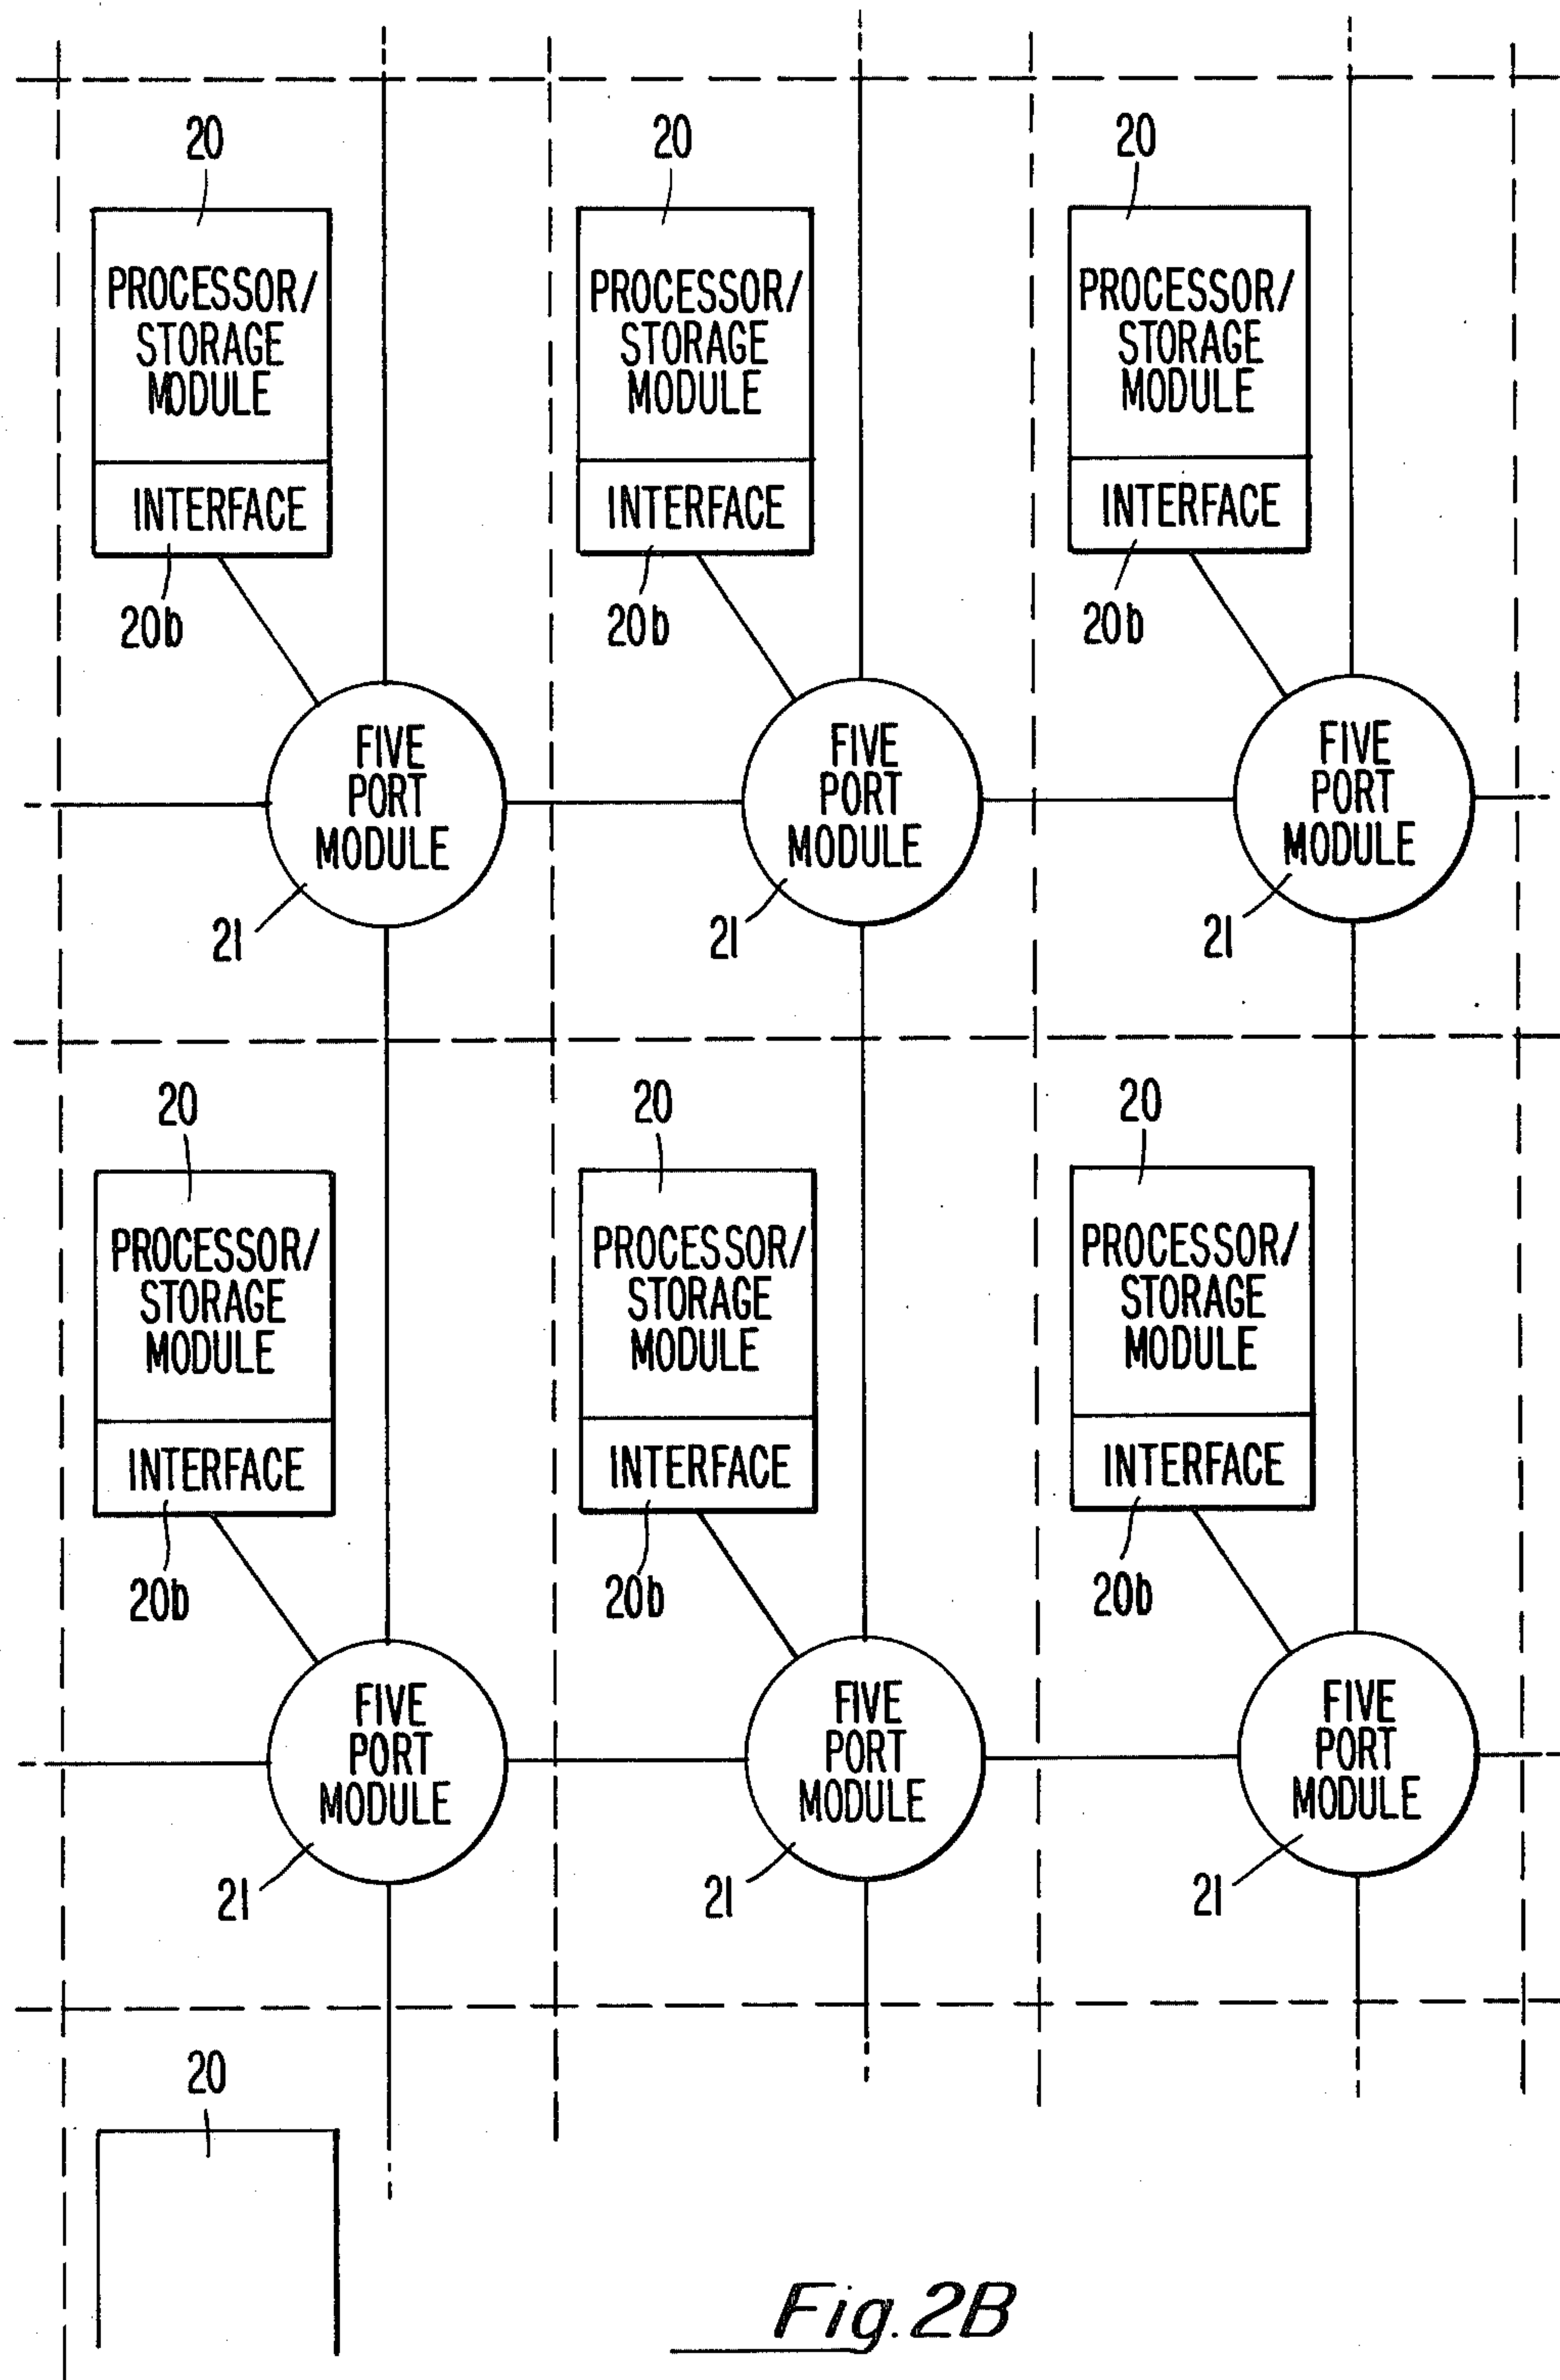 20 20 20
PROCESSOR/
STORAGE
MODULE
INTERFACE
20b
PROCESSOR/
STORAGE
MODULE
INTERFACE
20b
PROCESSOR/
STORAGE
MODULE
INTERFACE
20b
FIVE
PORT
MODULE
21
FIVE
PORT
MODULE
21
FIVE
PORT
MODULE
21
20 20 20
PROCESSOR/
STORAGE
MODULE
INTERFACE
20b
PROCESSOR/
STORAGE
MODULE
INTERFACE
20b
PROCESSOR/
STORAGE
MODULE
INTERFACE
20b
FIVE
PORT
MODULE
21
FIVE
PORT
MODULE
21
FIVE
PORT
MODULE
21
20
Fig. 2B